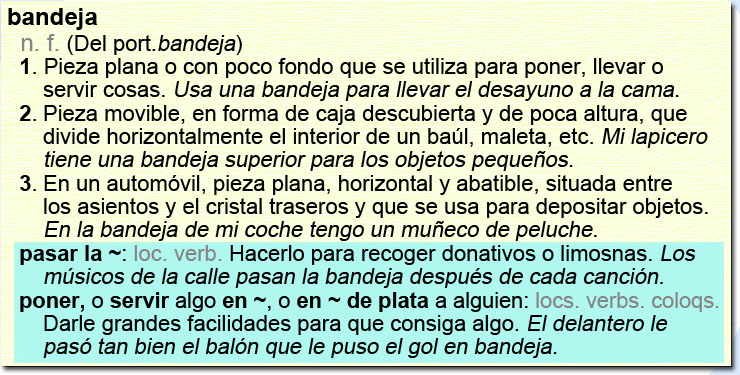 bandeja
n. f. (Del port.bandeja)
1. Pieza plana o con poco fondo que se utiliza para poner, llevar o
servir cosas. Usa una bandeja para llevar el desayuno a la cama.
2. Pieza movible, en forma de caja descubierta y de poca altura, que
divide horizontalmente el interior de un baúl, maleta, etc. Mi lapicero
tiene una bandeja superior para los objetos pequeños.
3. En un automóvil, pieza plana, horizontal y abatible, situada entre
los asientos y el cristal traseros y que se usa para depositar objetos.
En la bandeja de mi coche tengo un muñeco de peluche.
pasar la ~: loc. verb. Hacerlo para recoger donativos o limosnas. Los
músicos de la calle pasan la bandeja después de cada canción.
poner, o servir algo en ~, o en ~ de plata a alguien: locs. verbs. coloqs.
Darle grandes facilidades para que consiga algo. El delantero le
pasó tan bien el balón que le puso el gol en bandeja.